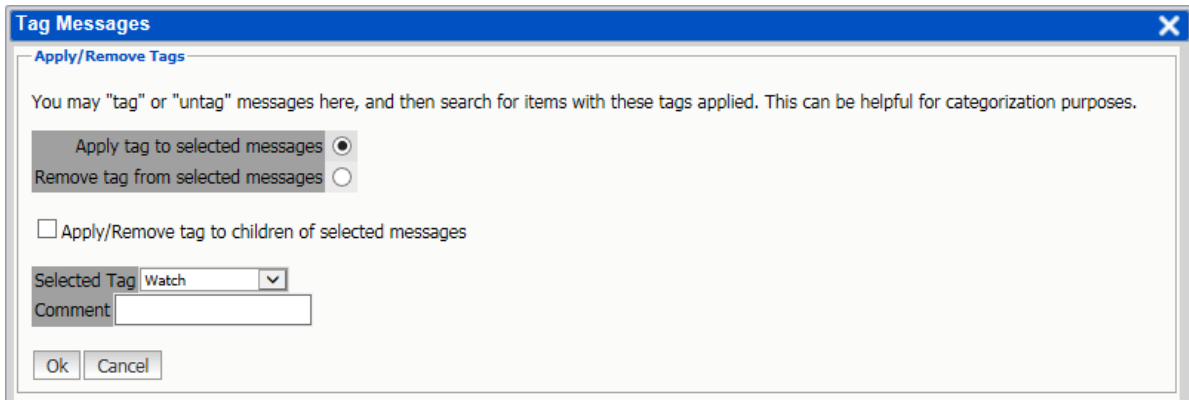 Tag Messages
Apply/Remove Tags
You may "tag" or "untag" messages here, and then search for items with these tags applied. This can be helpful for categorization purposes.
Apply tag to selected messages
Remove tag from selected messages
Apply/Remove tag to children of selected messages
Selected Tag Watch
Comment
Ok Cancel